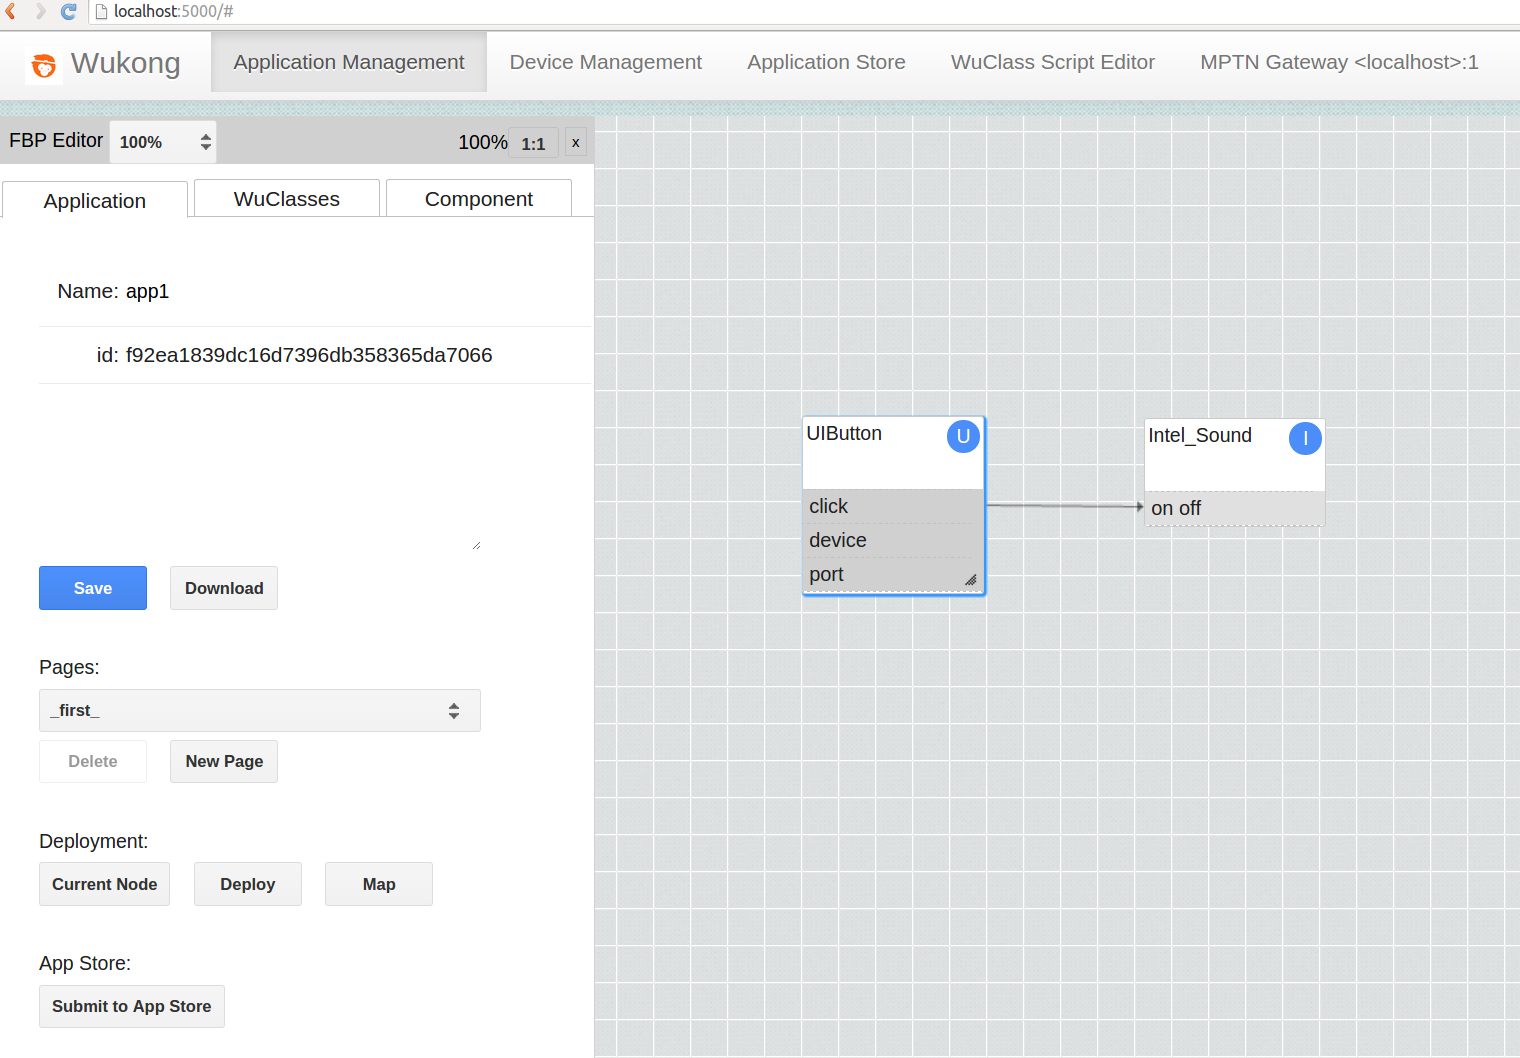 localhost:5000/#
Wukong
Application Management
Device Management
Application Store
WuClass Script Editor
MPTN Gateway <localhost>:1
FBP Editor
100%
100%
1:1
x
Application
WuClasses
Component
Name: app1
id: f92ea1839dc16d7396db358365da7066
Save
Download
Pages:
_first_
Delete
New Page
Deployment:
Current Node
Deploy
Map
App Store:
Submit to App Store
UIButton
U
click
device
port
Intel_Sound
I
on off